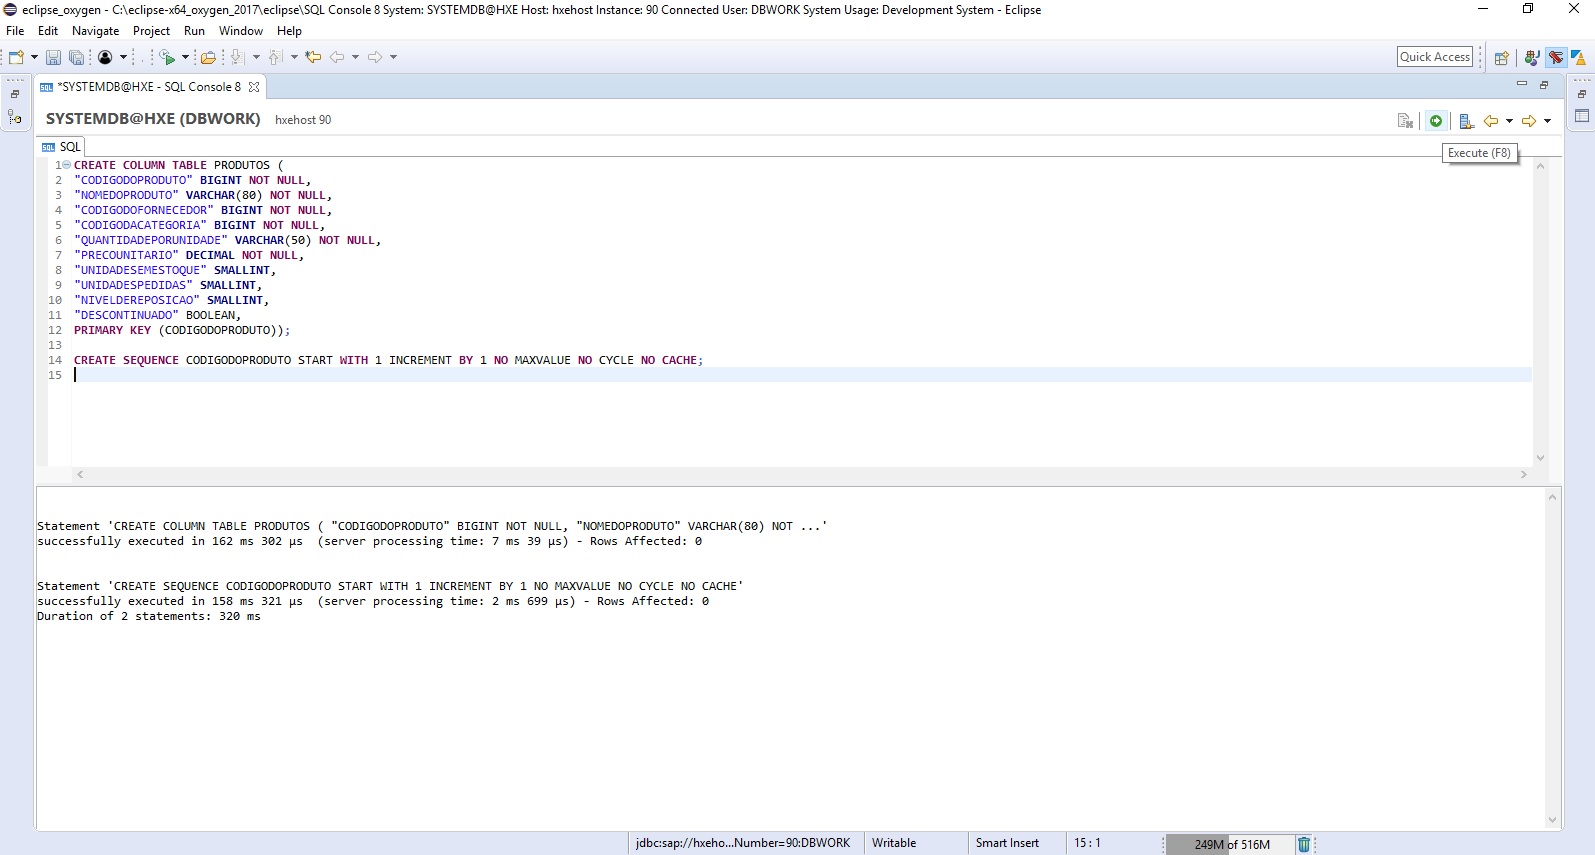 eclipse_oxygen - C:\eclipse-x64_oxygen_2017\eclipse\SQL Console 8 System: SYSTEMDB@HXE Host: hxehost Instance: 90 Connected User: DBWORK System Usage: Development System - Eclipse
File Edit Navigate Project Run Window Help
Quick Access
*SYSTEMDB@HXE - SQL Console 8
SYSTEMDB@HXE (DBWORK) hxehost 90
SQL
Execute (F8)
1 CREATE COLUMN TABLE PRODUTOS (
2 "CODIGODOPRODUTO" BIGINT NOT NULL,
3 "NOMEDOPRODUTO" VARCHAR(80) NOT NULL,
4 "CODIGODOFORNECEDOR" BIGINT NOT NULL,
5 "CODIGODACATEGORIA" BIGINT NOT NULL,
6 "QUANTIDADEPORUNIDADE" VARCHAR(50) NOT NULL,
7 "PRECOUNITARIO" DECIMAL NOT NULL,
8 "UNIDADESEMESTOQUE" SMALLINT,
9 "UNIDADESPEDIDAS" SMALLINT,
10 "NIVELDEREPOSICAO" SMALLINT,
11 "DESCONTINUADO" BOOLEAN,
12 PRIMARY KEY (CODIGODOPRODUTO));
13
14 CREATE SEQUENCE CODIGODOPRODUTO START WITH 1 INCREMENT BY 1 NO MAXVALUE NO CYCLE NO CACHE;
15
Statement 'CREATE COLUMN TABLE PRODUTOS ( "CODIGODOPRODUTO" BIGINT NOT NULL, "NOMEDOPRODUTO" VARCHAR(80) NOT ...'
successfully executed in 162 ms 302 µs (server processing time: 7 ms 39 µs) - Rows Affected: 0
Statement 'CREATE SEQUENCE CODIGODOPRODUTO START WITH 1 INCREMENT BY 1 NO MAXVALUE NO CYCLE NO CACHE'
successfully executed in 158 ms 321 µs (server processing time: 2 ms 699 µs) - Rows Affected: 0
Duration of 2 statements: 320 ms
jdbc:sap://hxeho...Number=90:DBWORK Writable Smart Insert 15 : 1 249M of 516M